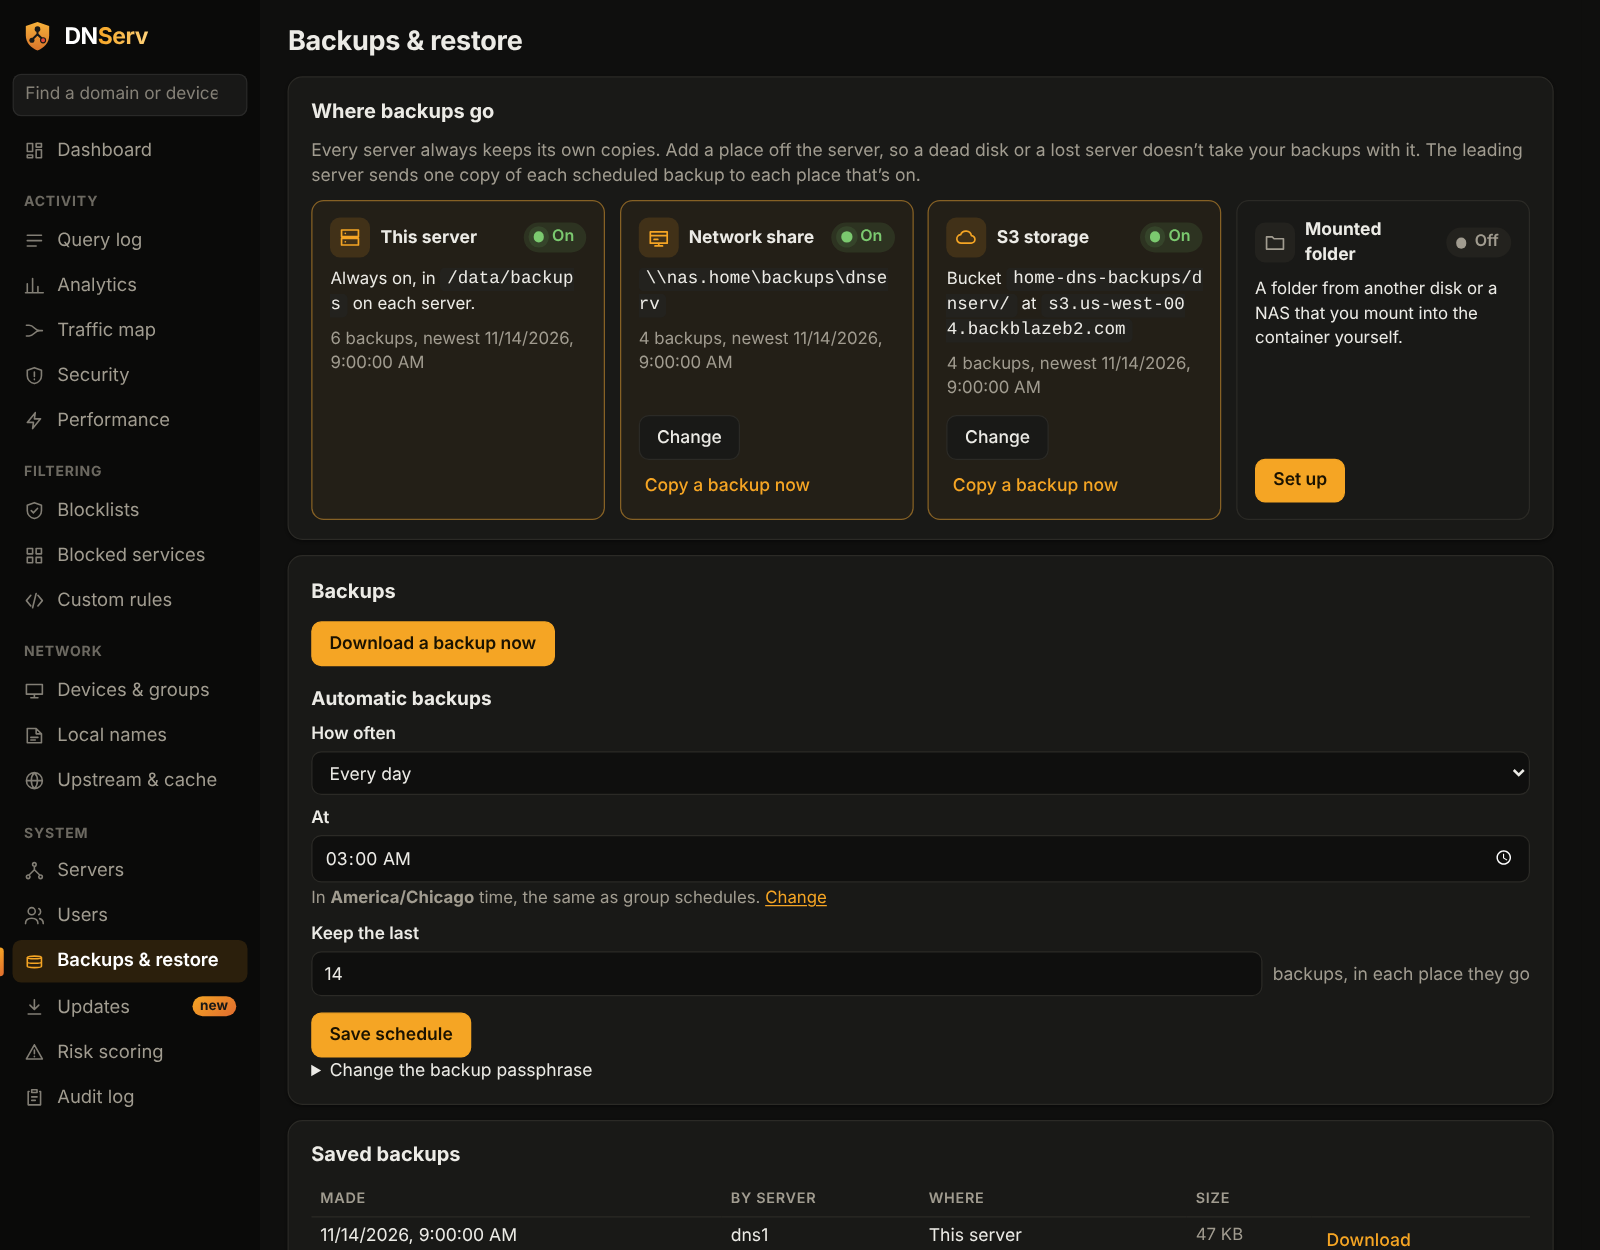 DNServ
Find a domain or device
Dashboard
ACTIVITY
Query log
Analytics
Traffic map
Security
Performance
FILTERING
Blocklists
Blocked services
Custom rules
NETWORK
Devices & groups
Local names
Upstream & cache
SYSTEM
Servers
Users
Backups & restore
Updates new
Risk scoring
Audit log
Backups & restore
Where backups go
Every server always keeps its own copies. Add a place off the server, so a dead disk or a lost server doesn’t take your backups with it. The leading
server sends one copy of each scheduled backup to each place that’s on.
This server On
Always on, in /data/backup
s on each server.
6 backups, newest 11/14/2026,
9:00:00 AM
Network share On
\\nas.home\backups\dnse
rv
4 backups, newest 11/14/2026,
9:00:00 AM
Change
Copy a backup now
S3 storage On
Bucket home-dns-backups/d
nserv/ at s3.us-west-00
4.backblazeb2.com
4 backups, newest 11/14/2026,
9:00:00 AM
Change
Copy a backup now
Mounted
folder
Off
A folder from another disk or a
NAS that you mount into the
container yourself.
Set up
Backups
Download a backup now
Automatic backups
How often
Every day
At
03:00 AM
In America/Chicago time, the same as group schedules. Change
Keep the last
14 backups, in each place they go
Save schedule
Change the backup passphrase
Saved backups
MADE BY SERVER WHERE SIZE
11/14/2026, 9:00:00 AM dns1 This server 47 KB Download